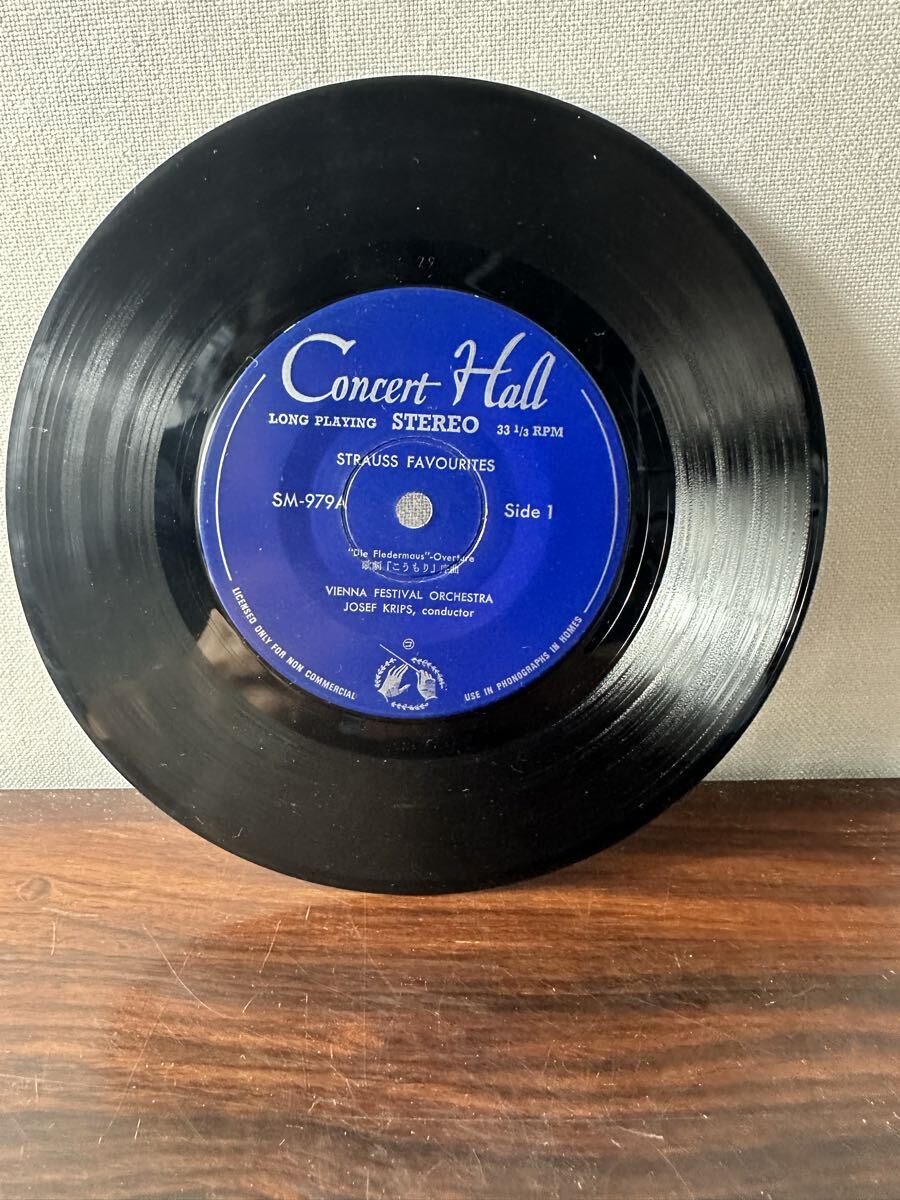 29
Concert Hall
LONG PLAYING STEREO 33 1/3 RPM
STRAUSS FAVOURITES
SM-979A Side 1
"Die Fledermaus"-Overture
歌劇「こうもり」序曲
VIENNA FESTIVAL ORCHESTRA
JOSEF KRIPS, conductor
㋙
LICENSED ONLY FOR NON COMMERCIAL USE IN PHONOGRAPHS IN HOMES